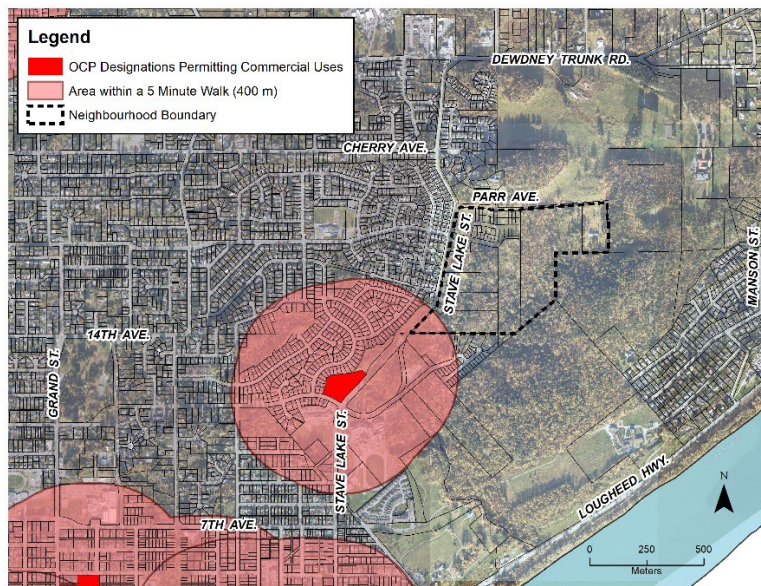 Legend
OCP Designations Permitting Commercial Uses
Area within a 5 Minute Walk (400 m)
Neighbourhood Boundary
DEWDNEY TRUNK RD.
CHERRY AVE.
PARR AVE.
STAVE LAKE ST.
MANSON ST.
14TH AVE.
GRAND ST.
STAVE LAKE ST.
LOUGHEED HWY.
7TH AVE.
N
0 250 500
Meters